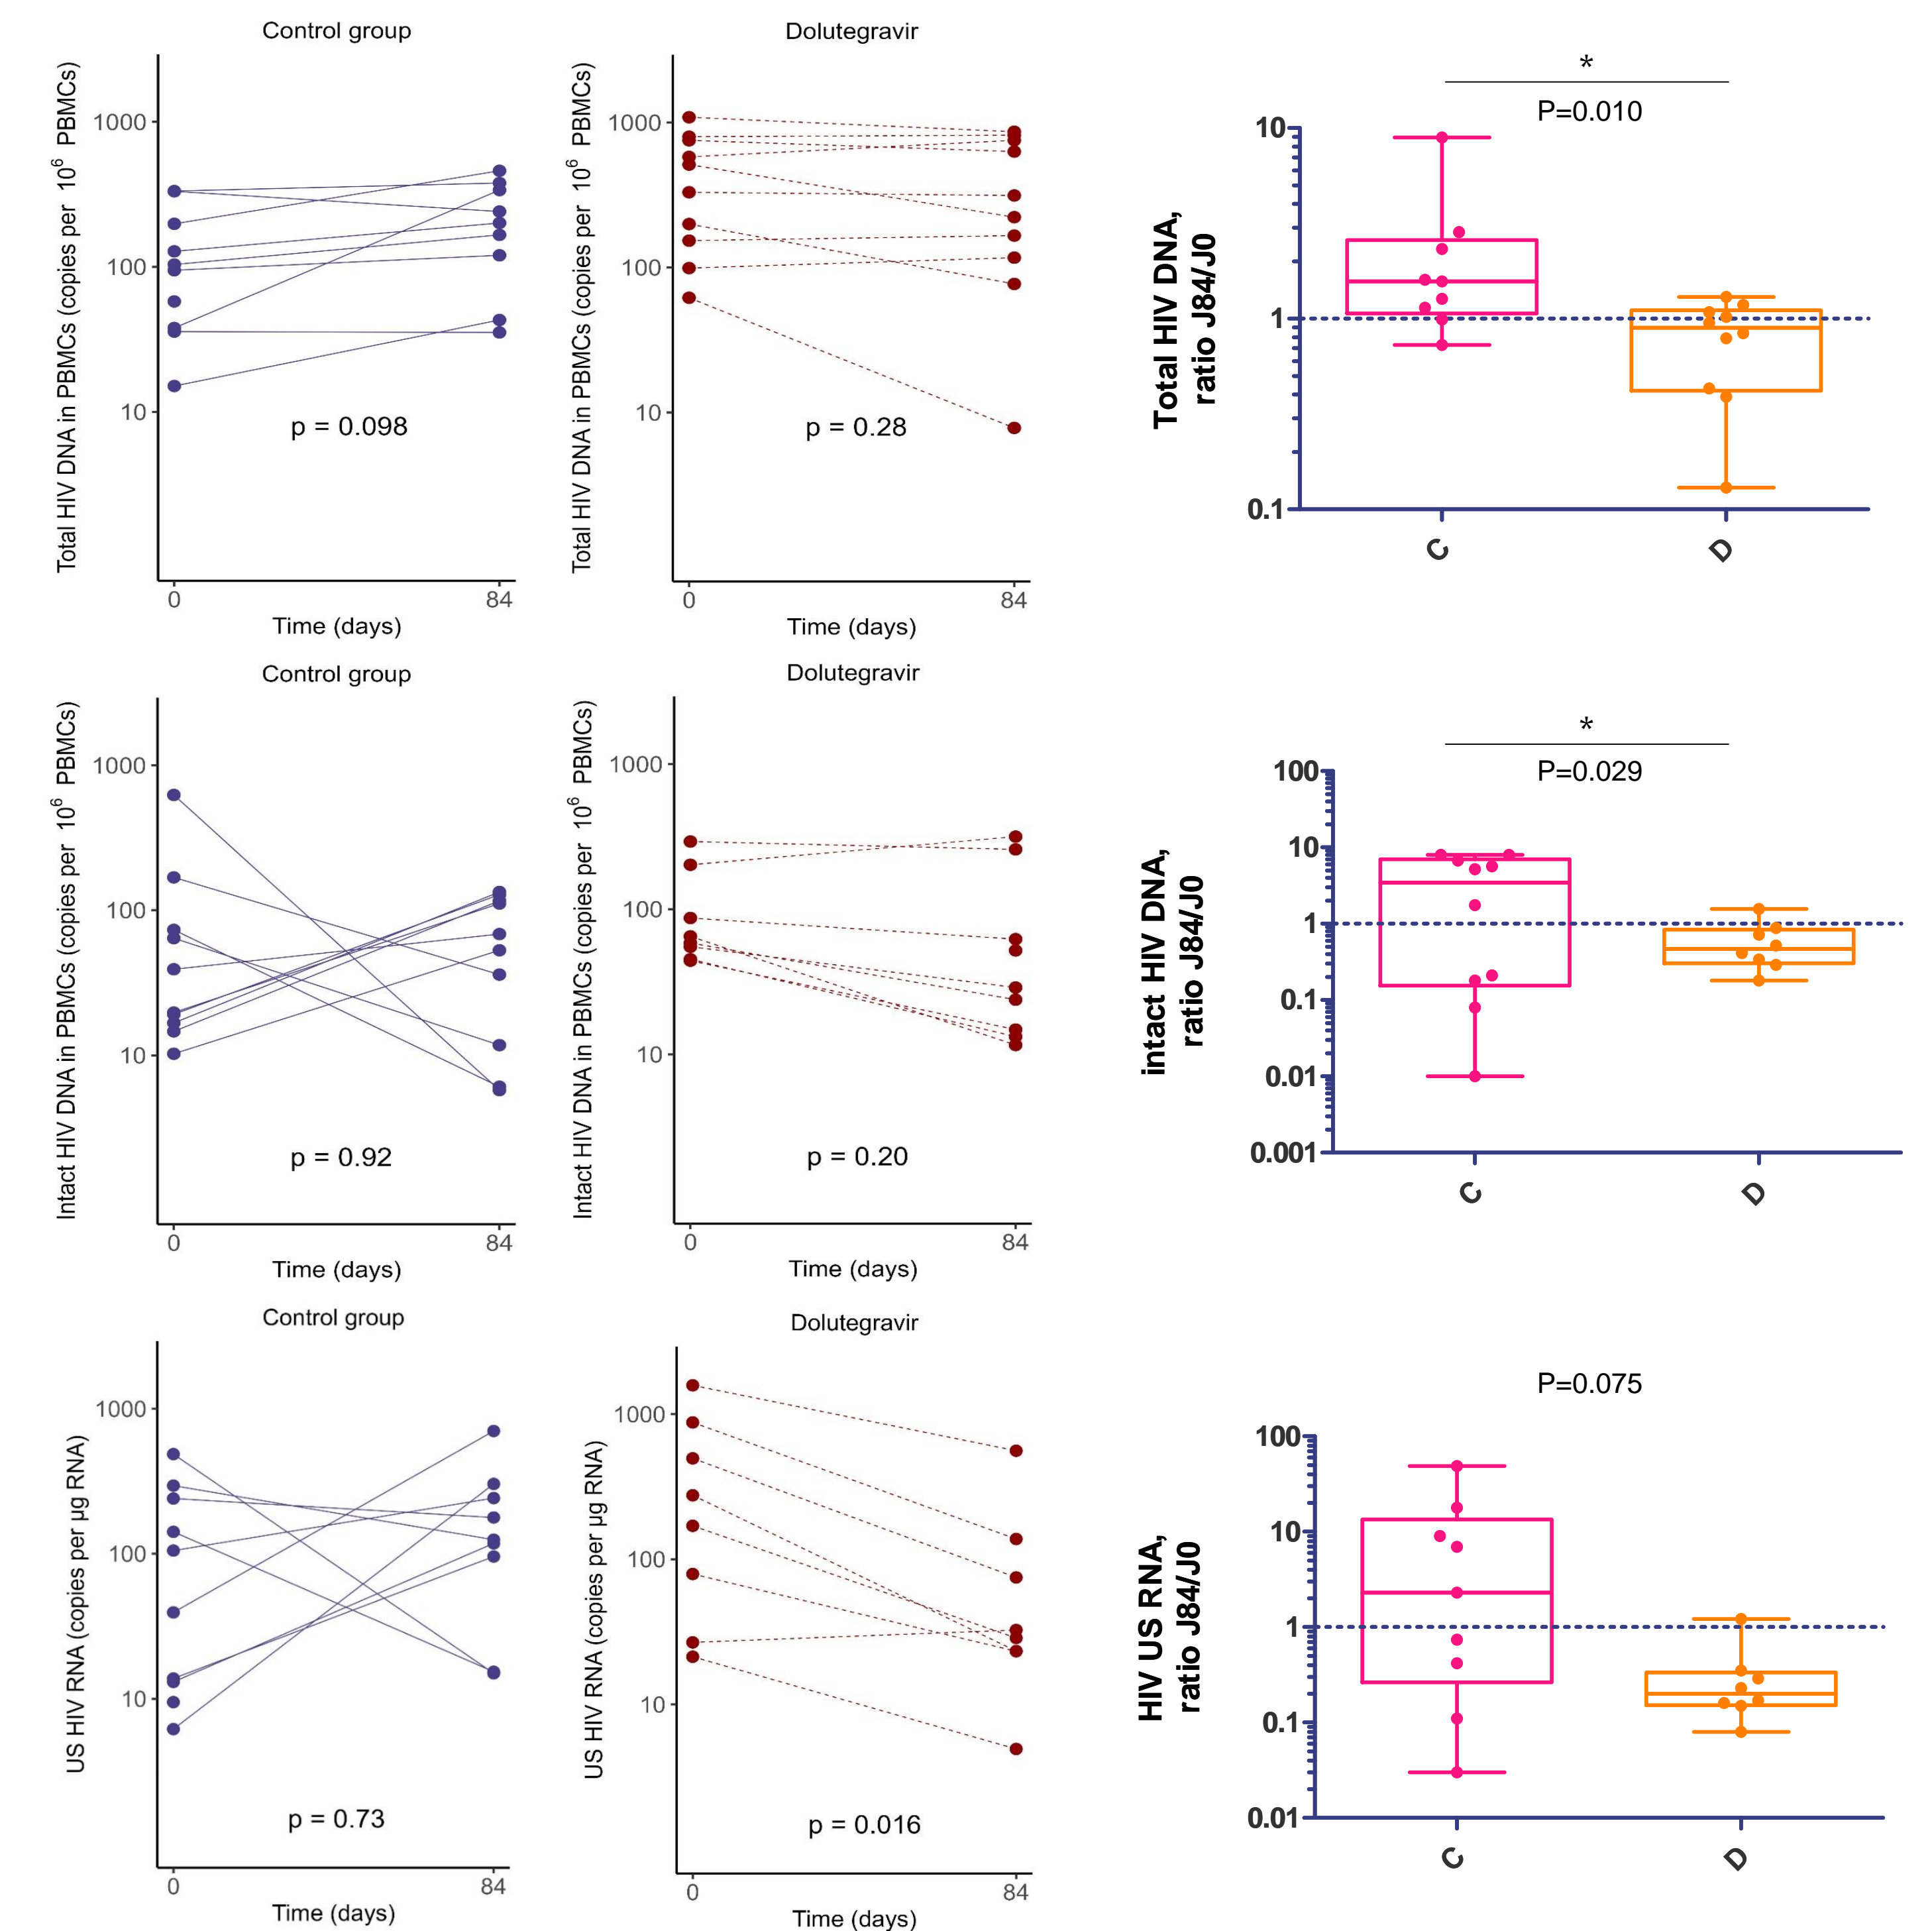 Control group
Total HIV DNA in PBMCs (copies per 10⁶ PBMCs)
1000
100
10
p = 0.098
0
84
Time (days)
Dolutegravir
Total HIV DNA in PBMCs (copies per 10⁶ PBMCs)
1000
100
10
p = 0.28
0
84
Time (days)
*
P=0.010
Total HIV DNA,
ratio J84/J0
10
1
0.1
C
D
Control group
Intact HIV DNA in PBMCs (copies per 10⁶ PBMCs)
1000
100
10
p = 0.92
0
84
Time (days)
Dolutegravir
Intact HIV DNA in PBMCs (copies per 10⁶ PBMCs)
1000
100
10
p = 0.20
0
84
Time (days)
*
P=0.029
intact HIV DNA,
ratio J84/J0
100
10
1
0.1
0.01
0.001
C
D
Control group
US HIV RNA (copies per µg RNA)
1000
100
10
p = 0.73
0
84
Time (days)
Dolutegravir
US HIV RNA (copies per µg RNA)
1000
100
10
p = 0.016
0
84
Time (days)
P=0.075
HIV US RNA,
ratio J84/J0
100
10
1
0.1
0.01
C
D